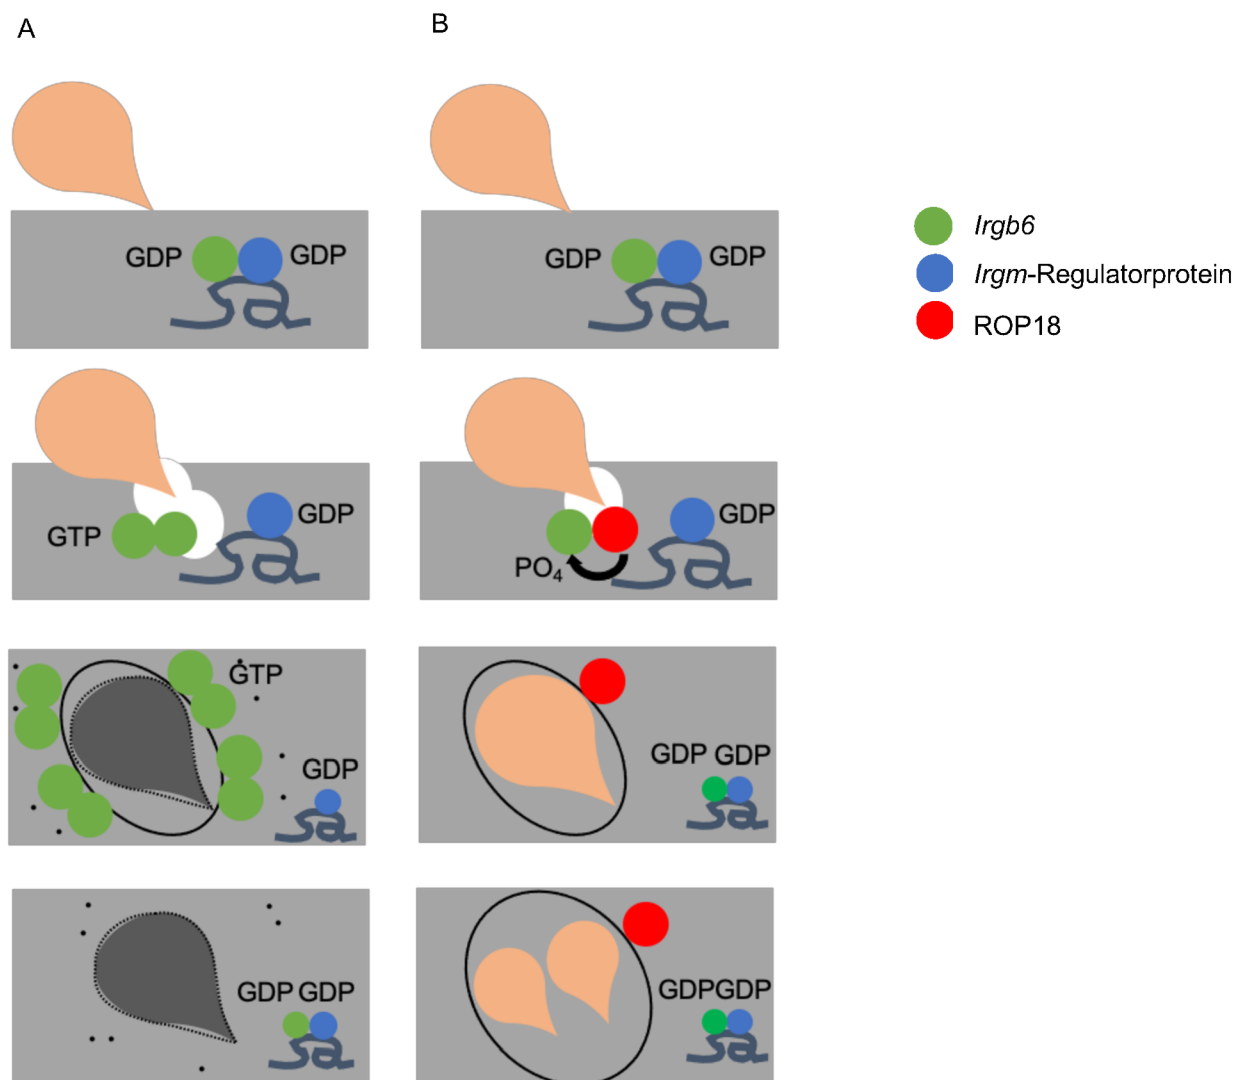 A
B
GDP GDP
GDP GDP
Irgb6
Irgm-Regulatorprotein
ROP18
GTP GDP
PO₄ GDP
GTP
GDP
GDP GDP
GDP GDP
GDPGDP